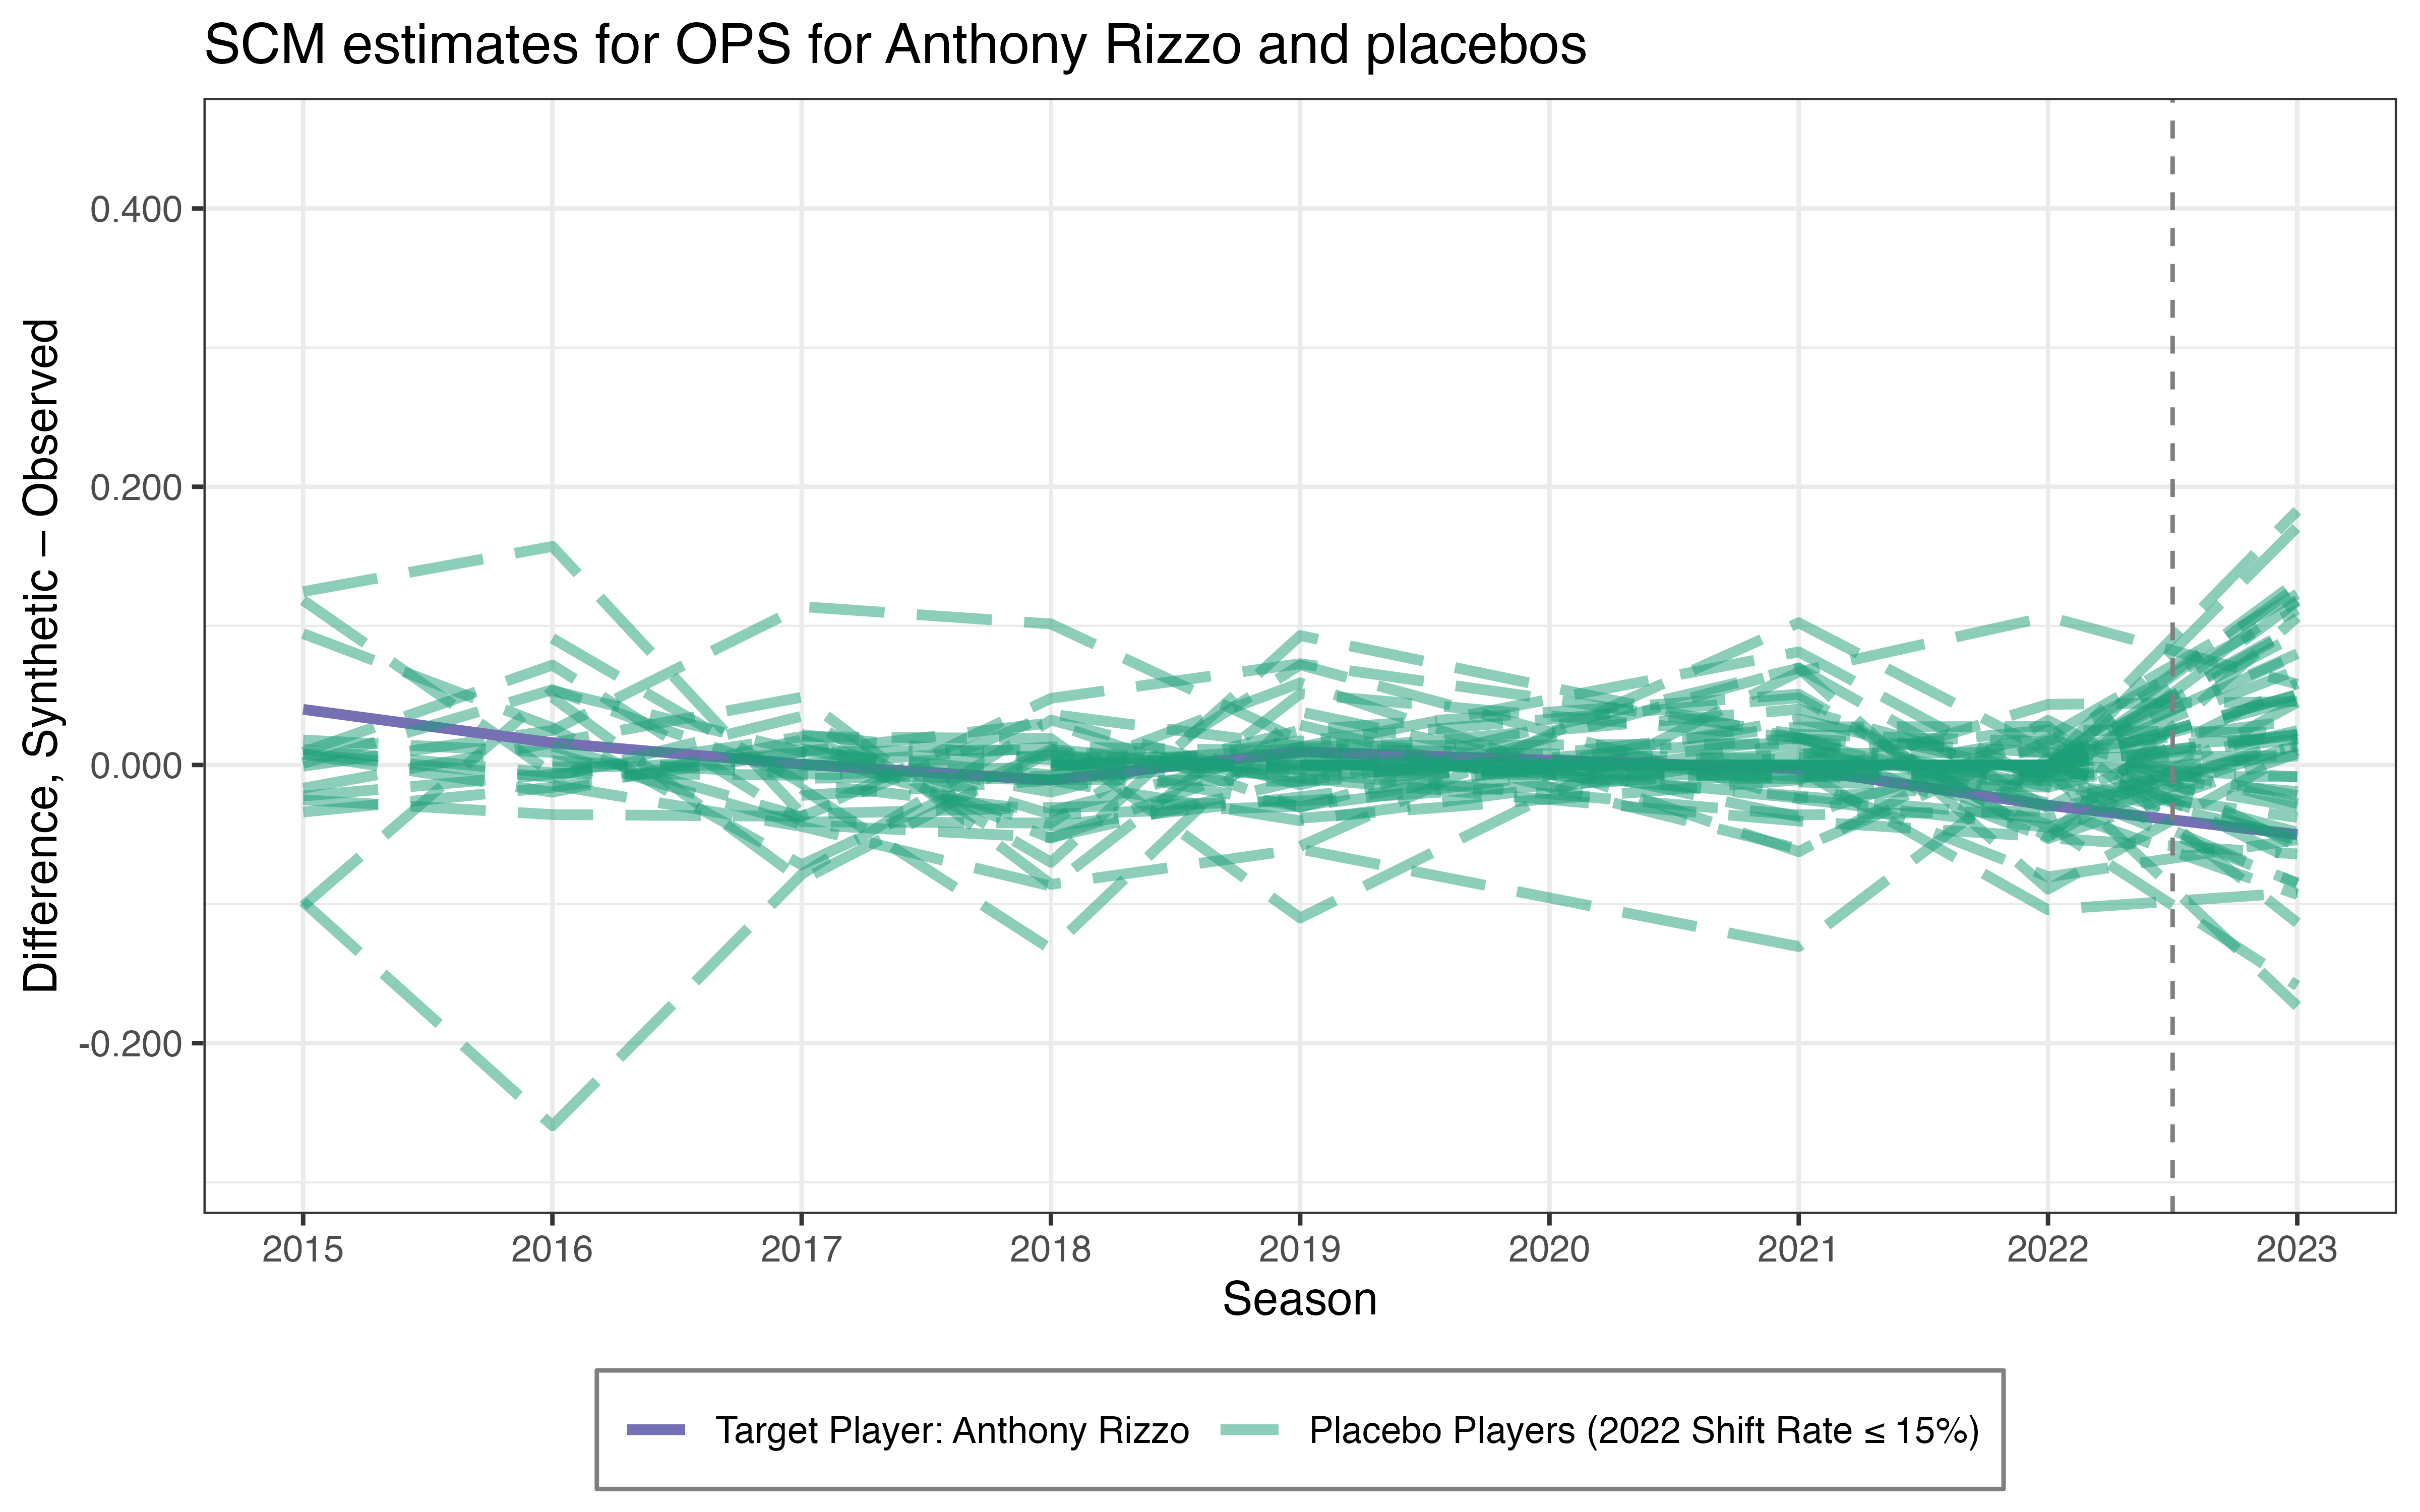 SCM estimates for OPS for Anthony Rizzo and placebos
Difference, Synthetic − Observed
0.400
0.200
0.000
-0.200
2015 2016 2017 2018 2019 2020 2021 2022 2023
Season
Target Player: Anthony Rizzo Placebo Players (2022 Shift Rate ≤ 15%)